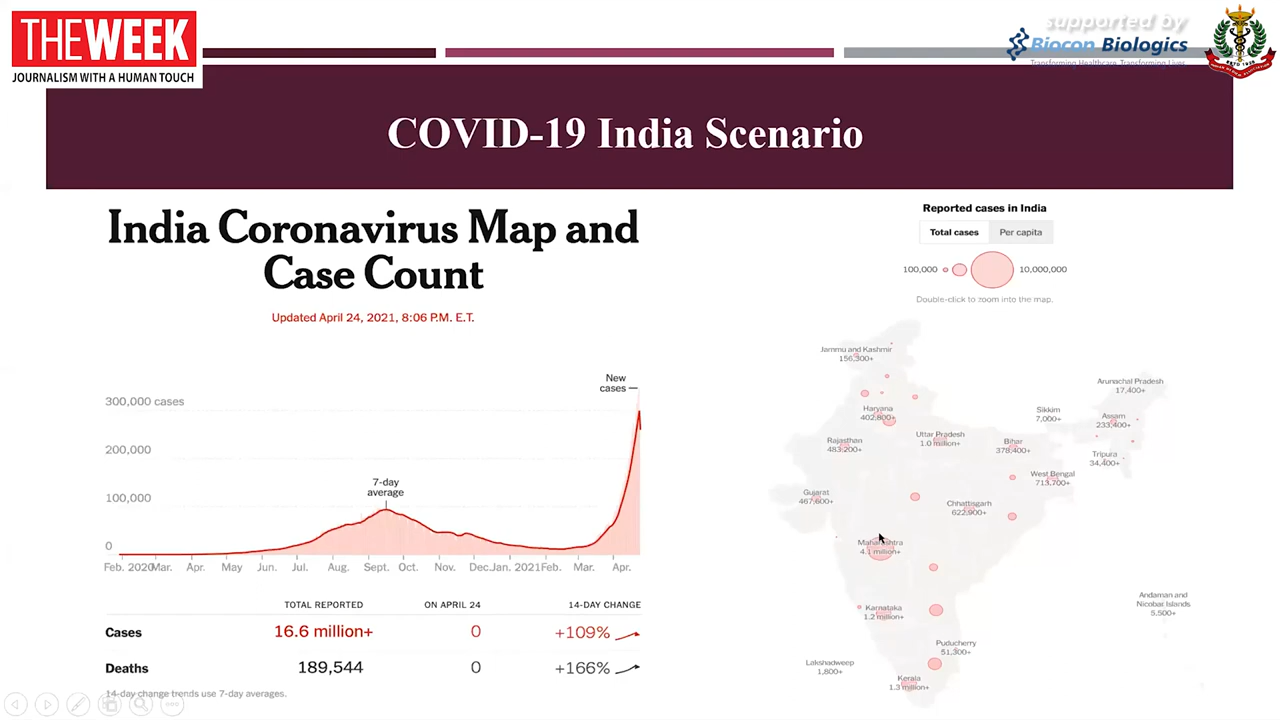 THE WEEK
JOURNALISM WITH A HUMAN TOUCH
supported by
Biocon Biologics
Transforming Healthcare. Transforming Lives.
COVID-19 India Scenario
India Coronavirus Map and
Case Count
Updated April 24, 2021, 8:06 P.M. E.T.
New
cases
300,000 cases
200,000
7-day
average
100,000
0
Feb. 2020 Mar. Apr. May Jun. Jul. Aug. Sept. Oct. Nov. Dec. Jan. 2021 Feb. Mar. Apr.
TOTAL REPORTED ON APRIL 24 14-DAY CHANGE
Cases 16.6 million+ 0 +109%
Deaths 189,544 0 +166%
14-day change trends use 7-day averages.
Reported cases in India
Total cases Per capita
100,000 10,000,000
Double-click to zoom into the map.
Jammu and Kashmir
156,300+
Arunachal Pradesh
17,400+
Haryana
402,800+
Sikkim
7,000+
Assam
233,400+
Rajasthan
483,200+
Uttar Pradesh
1.0 million+
Bihar
378,400+
Tripura
34,400+
West Bengal
713,700+
Gujarat
467,600+
Chhattisgarh
622,900+
Maharashtra
4.1 million+
Karnataka
1.2 million+
Andaman and
Nicobar Islands
5,500+
Puducherry
51,300+
Lakshadweep
1,800+
Kerala
1.3 million+